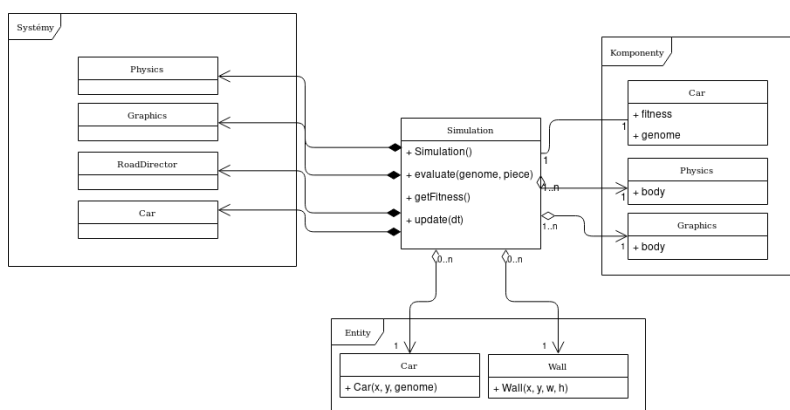 Systémy
Physics
Graphics
RoadDirector
Car
Simulation
+ Simulation()
+ evaluate(genome, piece)
+ getFitness()
+ update(dt)
Komponenty
Car
+ fitness
+ genome
Physics
+ body
Graphics
+ body
1
1
1..n
1
1..n
1
0..n
0..n
1
1
Entity
Car
+ Car(x, y, genome)
Wall
+ Wall(x, y, w, h)